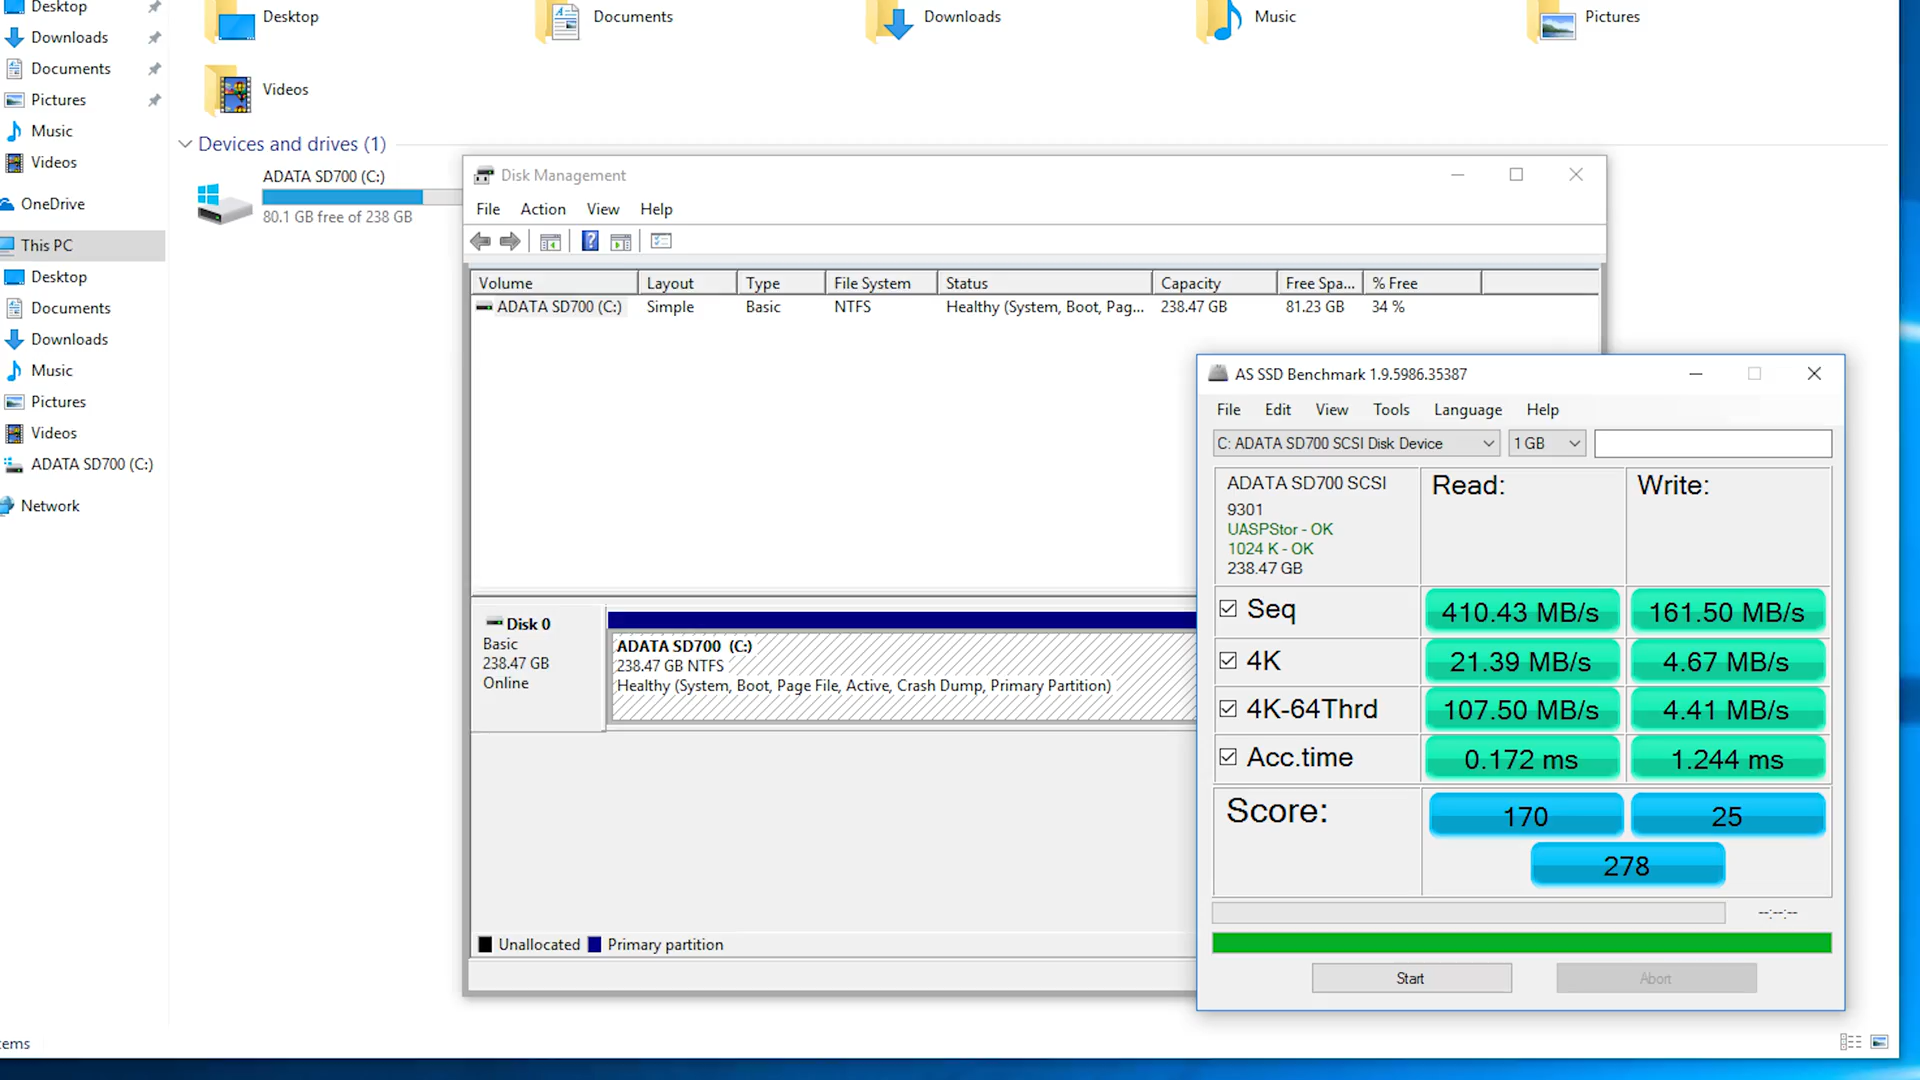 Desktop
Downloads
Documents
Pictures
Music
Videos
OneDrive
This PC
Desktop
Documents
Downloads
Music
Pictures
Videos
ADATA SD700 (C:)
Network
Desktop
Documents
Downloads
Music
Pictures
Videos
Devices and drives (1)
ADATA SD700 (C:)
80.1 GB free of 238 GB
Disk Management
File Action View Help
Volume Layout Type File System Status Capacity Free Spa... % Free
ADATA SD700 (C:) Simple Basic NTFS Healthy (System, Boot, Pag... 238.47 GB 81.23 GB 34 %
Disk 0
Basic
238.47 GB
Online
ADATA SD700 (C:)
238.47 GB NTFS
Healthy (System, Boot, Page File, Active, Crash Dump, Primary Partition)
Unallocated Primary partition
AS SSD Benchmark 1.9.5986.35387
File Edit View Tools Language Help
C: ADATA SD700 SCSI Disk Device 1 GB
ADATA SD700 SCSI
9301
UASPStor - OK
1024 K - OK
238.47 GB
Read: Write:
Seq 410.43 MB/s 161.50 MB/s
4K 21.39 MB/s 4.67 MB/s
4K-64Thrd 107.50 MB/s 4.41 MB/s
Acc.time 0.172 ms 1.244 ms
Score: 170 25
278
--:--:--
Start Abort
ems